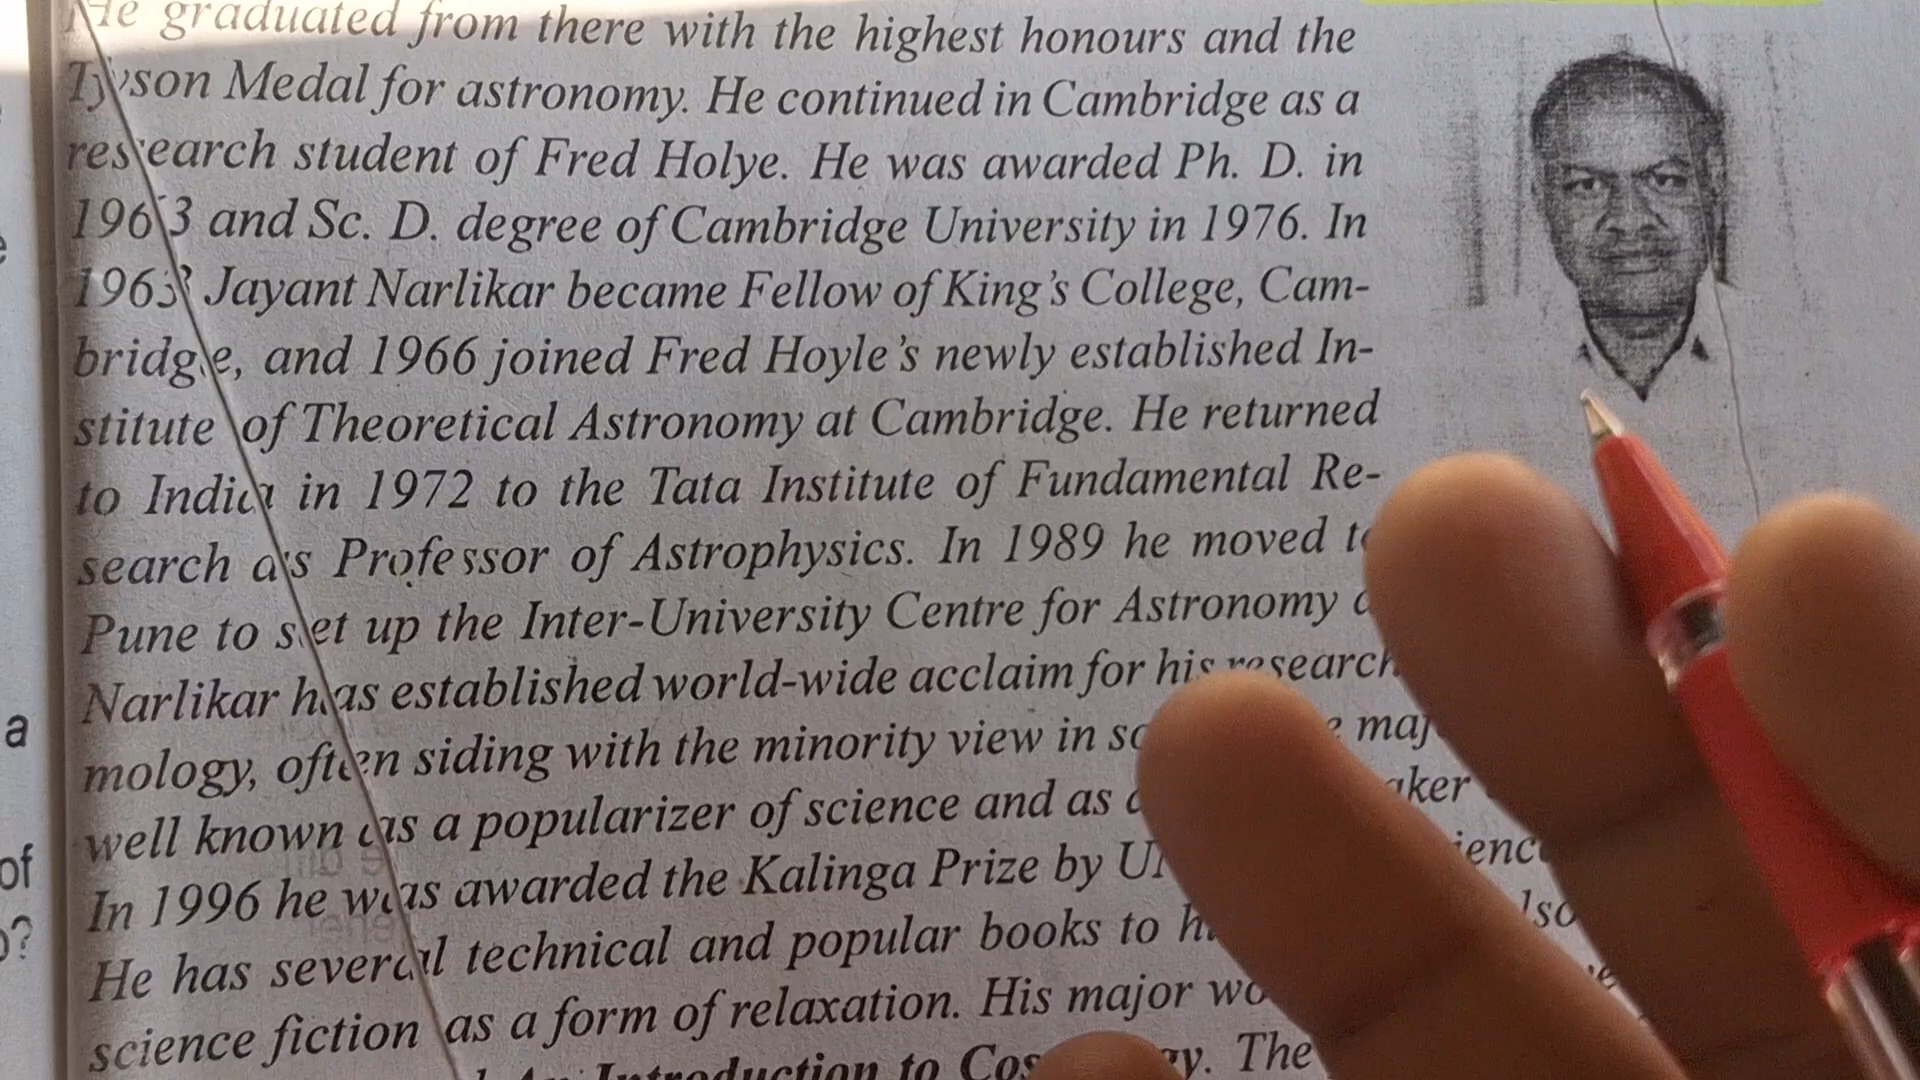 He graduated from there with the highest honours and the
Tyson Medal for astronomy. He continued in Cambridge as a
research student of Fred Holye. He was awarded Ph. D. in
1963 and Sc. D. degree of Cambridge University in 1976. In
1963 Jayant Narlikar became Fellow of King's College, Cam-
bridge, and 1966 joined Fred Hoyle's newly established In-
stitute of Theoretical Astronomy at Cambridge. He returned
to India in 1972 to the Tata Institute of Fundamental Re-
search as Professor of Astrophysics. In 1989 he moved to
Pune to set up the Inter-University Centre for Astronomy
Narlikar has established world-wide acclaim for his research
mology, often siding with the minority view in
well known as a popularizer of science and as
In 1996 he was awarded the Kalinga Prize by
He has several technical and popular books to
science fiction as a form of relaxation. His major
Introduction to The
a
of